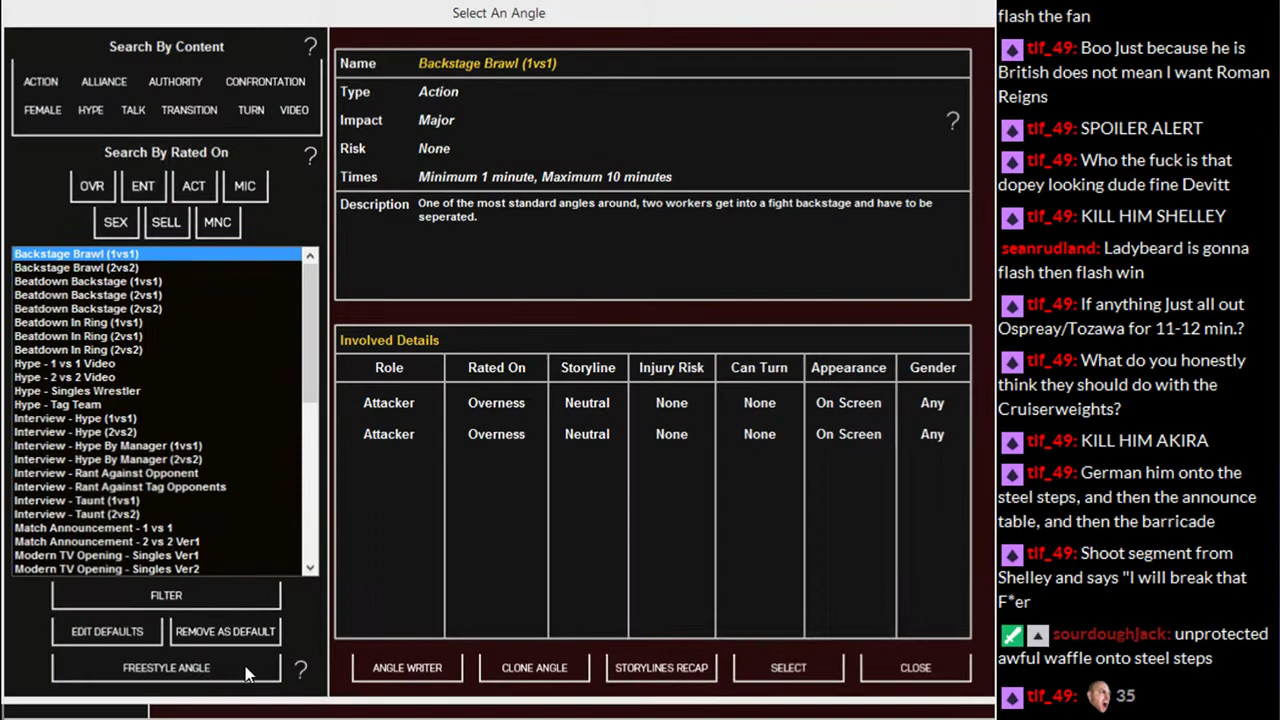 Select An Angle
Search By Content
?
ACTION ALLIANCE AUTHORITY CONFRONTATION
FEMALE HYPE TALK TRANSITION TURN VIDEO
Search By Rated On
?
OVR ENT ACT MIC
SEX SELL MNC
Backstage Brawl (1vs1)
Backstage Brawl (2vs2)
Beatdown Backstage (1vs1)
Beatdown Backstage (2vs1)
Beatdown Backstage (2vs2)
Beatdown In Ring (1vs1)
Beatdown In Ring (2vs1)
Beatdown In Ring (2vs2)
Hype - 1 vs 1 Video
Hype - 2 vs 2 Video
Hype - Singles Wrestler
Hype - Tag Team
Interview - Hype (1vs1)
Interview - Hype (2vs2)
Interview - Hype By Manager (1vs1)
Interview - Hype By Manager (2vs2)
Interview - Rant Against Opponent
Interview - Rant Against Tag Opponents
Interview - Taunt (1vs1)
Interview - Taunt (2vs2)
Match Announcement - 1 vs 1
Match Announcement - 2 vs 2 Ver1
Modern TV Opening - Singles Ver1
Modern TV Opening - Singles Ver2
FILTER
EDIT DEFAULTS REMOVE AS DEFAULT
FREESTYLE ANGLE ?
Name Backstage Brawl (1vs1)
Type Action
Impact Major
?
Risk None
Times Minimum 1 minute, Maximum 10 minutes
Description One of the most standard angles around, two workers get into a fight backstage and have to
be seperated.
Involved Details
Role Rated On Storyline Injury Risk Can Turn Appearance Gender
Attacker Overness Neutral None None On Screen Any
Attacker Overness Neutral None None On Screen Any
ANGLE WRITER CLONE ANGLE STORYLINES RECAP SELECT CLOSE
flash the fan
tlf_49: Boo Just because he is
British does not mean I want Roman
Reigns
tlf_49: SPOILER ALERT
tlf_49: Who the fuck is that
dopey looking dude fine Devitt
tlf_49: KILL HIM SHELLEY
seanrudland: Ladybeard is gonna
flash then flash win
tlf_49: If anything Just all out
Ospreay/Tozawa for 11-12 min.?
tlf_49: What do you honestly
think they should do with the
Cruiserweights?
tlf_49: KILL HIM AKIRA
tlf_49: German him onto the
steel steps, and then the announce
table, and then the barricade
tlf_49: Shoot segment from
Shelley and says "I will break that
F*er
sourdoughjack: unprotected
awful waffle onto steel steps
tlf_49: 35